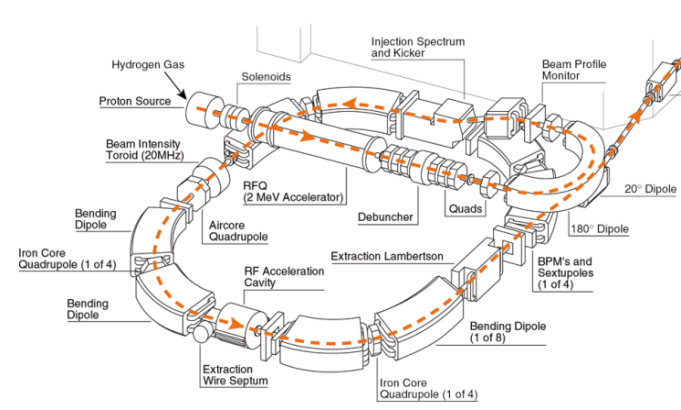 Injection Spectrum
and Kicker
Hydrogen Gas
Solenoids
Beam Profile
Monitor
Proton Source
Beam Intensity
Toroid (20MHz)
RFQ
(2 MeV Accelerator)
20° Dipole
Debuncher
Quads
Bending
Dipole
Aircore
Quadrupole
180° Dipole
Iron Core
Quadrupole (1 of 4)
Extraction Lambertson
BPM's and
Sextupoles
(1 of 4)
RF Acceleration
Cavity
Bending
Dipole
Bending Dipole
(1 of 8)
Extraction
Wire Septum
Iron Core
Quadrupole (1 of 4)